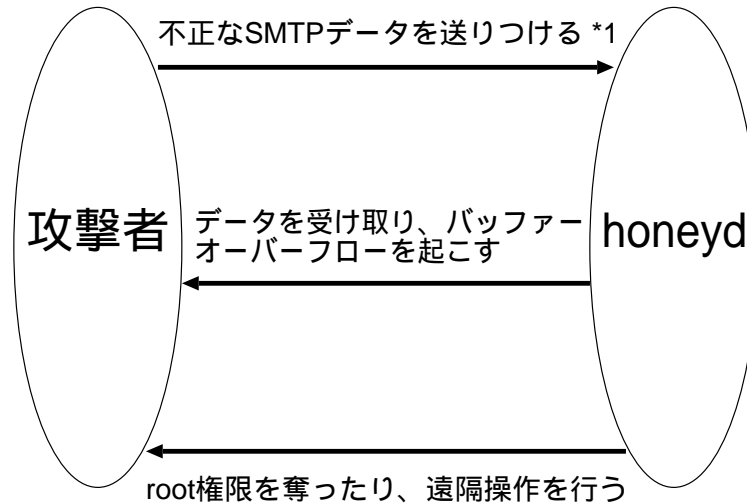 不正なSMTPデータを送りつける *1
攻撃者
データを受け取り、バッファー
オーバーフローを起こす
honeyd
root権限を奪ったり、遠隔操作を行う